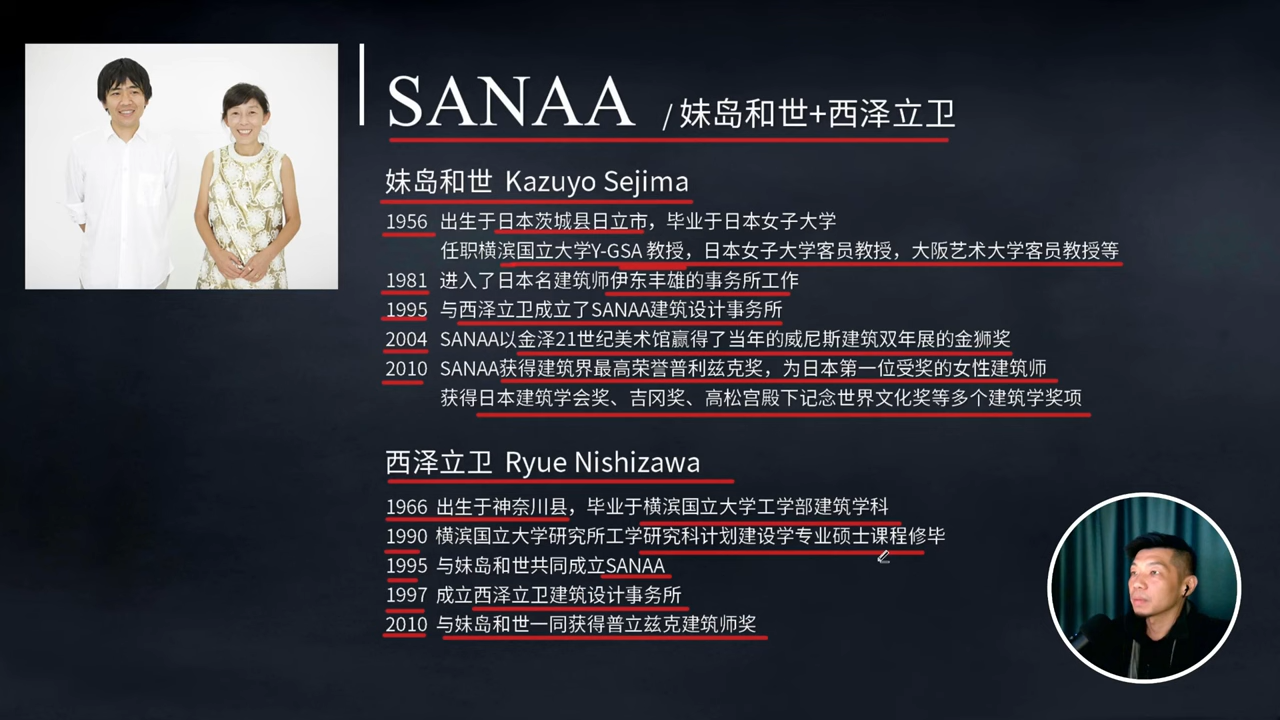 SANAA / 妹岛和世+西泽立卫
妹岛和世 Kazuyo Sejima
1956 出生于日本茨城县日立市，毕业于日本女子大学
任职横滨国立大学Y-GSA 教授，日本女子大学客员教授，大阪艺术大学客员教授等
1981 进入了日本名建筑师伊东丰雄的事务所工作
1995 与西泽立卫成立了SANAA建筑设计事务所
2004 SANAA以金泽21世纪美术馆赢得了当年的威尼斯建筑双年展的金狮奖
2010 SANAA获得建筑界最高荣誉普利兹克奖，为日本第一位受奖的女性建筑师
获得日本建筑学会奖、吉冈奖、高松宫殿下记念世界文化奖等多个建筑学奖项
西泽立卫 Ryue Nishizawa
1966 出生于神奈川县，毕业于横滨国立大学工学部建筑学科
1990 横滨国立大学研究所工学研究科计划建设学专业硕士课程修毕
1995 与妹岛和世共同成立SANAA
1997 成立西泽立卫建筑设计事务所
2010 与妹岛和世一同获得普立兹克建筑师奖